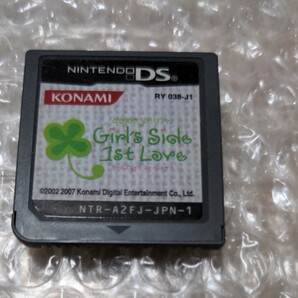 NINTENDO DS
KONAMI
RY 038-J1
Girl's Side
1st Love
©2002 2007 Konami Digital Entertainment Co., Ltd.
NTR-A2FJ-JPN-1